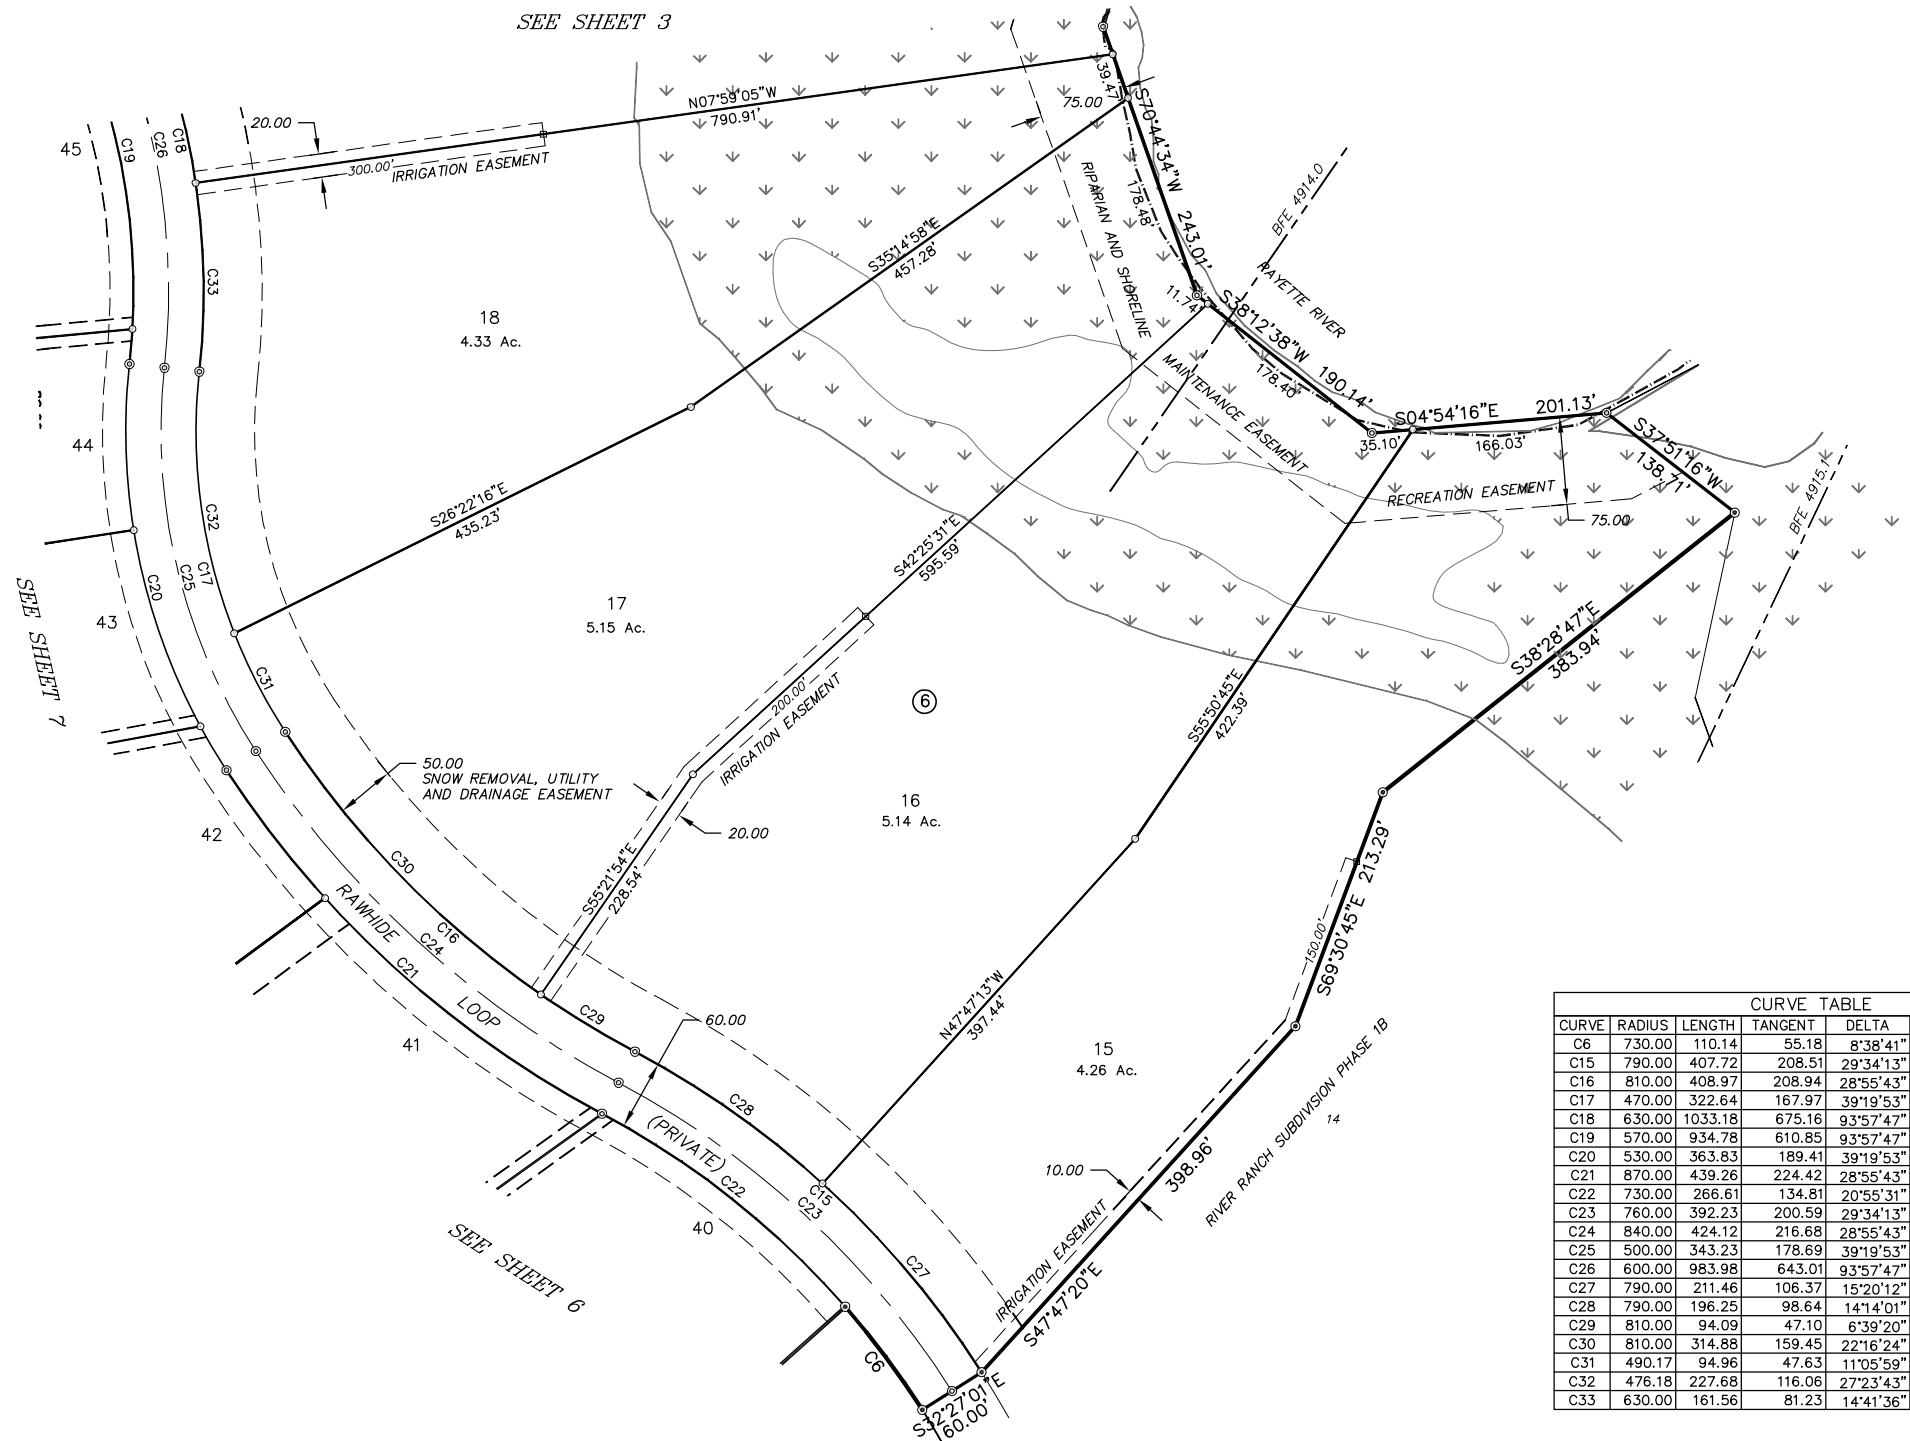 SEE SHEET 3
N07°59'05"W
790.91'
20.00
300.00'
IRRIGATION EASEMENT
45
C19
C26
C18
39.47'
75.00
S70°44'34"W 243.01'
178.48'
RIPARIAN AND SHORELINE
BFE 4914.0
PAYETTE RIVER
S35°14'58"E
457.28'
18
4.33 Ac.
C33
11.74'
S38°12'38"W 190.14'
178.40'
MAINTENANCE EASEMENT
S04°54'16"E 201.13'
35.10'
166.03'
S37°51'16"W
138.71'
RECREATION EASEMENT
75.00
BFE 4915.1
44
S26°22'16"E
435.23'
C32
C17
C25
C20
43
SEE SHEET 7
S42°25'31"E
595.59'
17
5.15 Ac.
C31
200.00'
IRRIGATION EASEMENT
6
S55°50'45"E
422.39'
S38°28'47"E
383.94'
50.00
SNOW REMOVAL, UTILITY
AND DRAINAGE EASEMENT
20.00
16
5.14 Ac.
42
C30
S55°21'54"E
228.54'
RAWHIDE
C16
C24
C21
LOOP
41
C29
60.00
150.00'
S69°30'45"E 213.29'
N47°47'13"W
397.44'
15
4.26 Ac.
C28
(PRIVATE)
C22
C15
C23
40
SEE SHEET 6
C27
C6
10.00
IRRIGATION EASEMENT
S47°47'20"E
398.96'
RIVER RANCH SUBDIVISION PHASE 1B
14
S32°27'01"E
60.00'
CURVE TABLE
CURVE RADIUS LENGTH TANGENT DELTA
C6 730.00 110.14 55.18 8°38'41"
C15 790.00 407.72 208.51 29°34'13"
C16 810.00 408.97 208.94 28°55'43"
C17 470.00 322.64 167.97 39°19'53"
C18 630.00 1033.18 675.16 93°57'47"
C19 570.00 934.78 610.85 93°57'47"
C20 530.00 363.83 189.41 39°19'53"
C21 870.00 439.26 224.42 28°55'43"
C22 730.00 266.61 134.81 20°55'31"
C23 760.00 392.23 200.59 29°34'13"
C24 840.00 424.12 216.68 28°55'43"
C25 500.00 343.23 178.69 39°19'53"
C26 600.00 983.98 643.01 93°57'47"
C27 790.00 211.46 106.37 15°20'12"
C28 790.00 196.25 98.64 14°14'01"
C29 810.00 94.09 47.10 6°39'20"
C30 810.00 314.88 159.45 22°16'24"
C31 490.17 94.96 47.63 11°05'59"
C32 476.18 227.68 116.06 27°23'43"
C33 630.00 161.56 81.23 14°41'36"